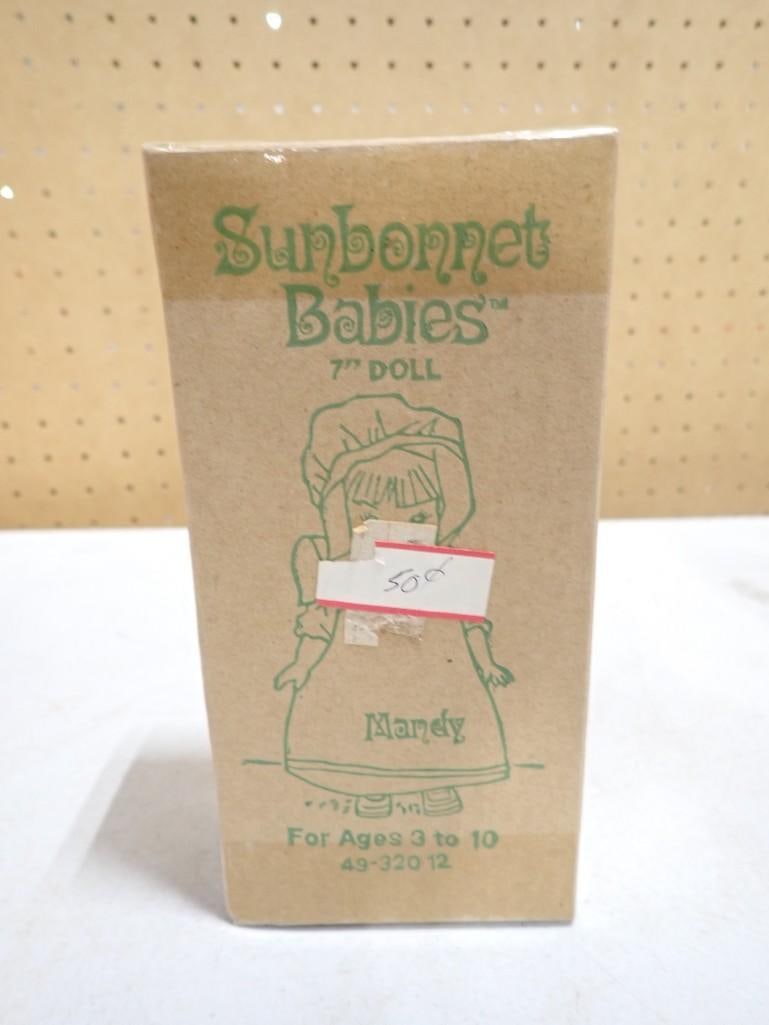 Sunbonnet
Babies™
7" DOLL
50¢
Mandy
For Ages 3 to 10
49-320 12